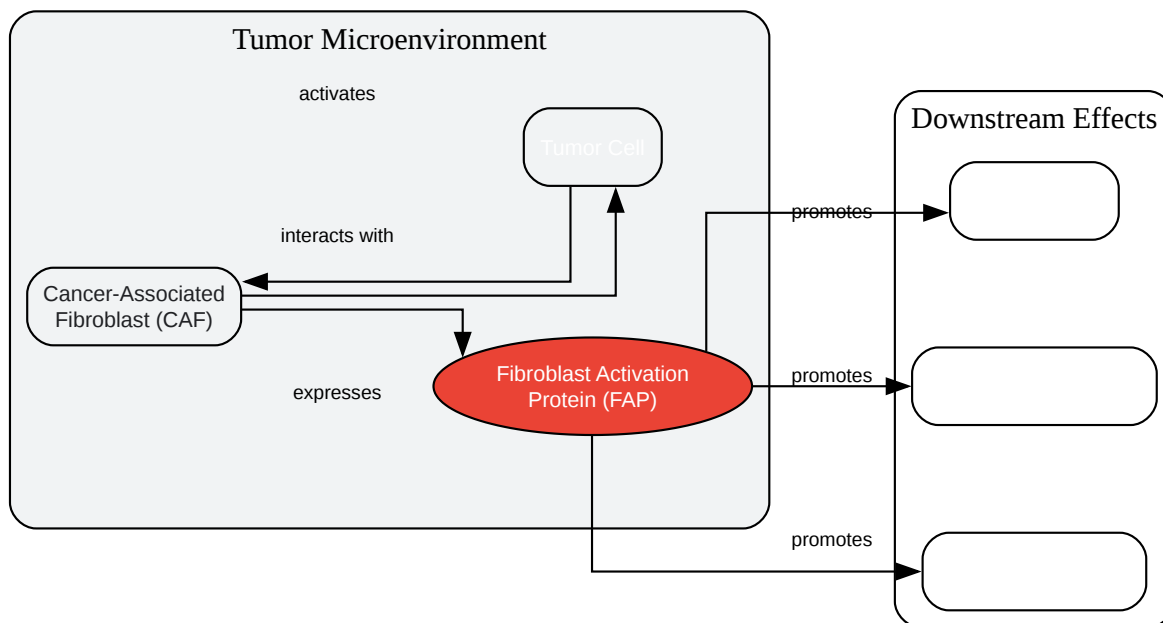 Tumor Microenvironment
activates
Tumor Cell
interacts with
Cancer-Associated
Fibroblast (CAF)
expresses
Fibroblast Activation
Protein (FAP)
promotes
promotes
promotes
Downstream Effects